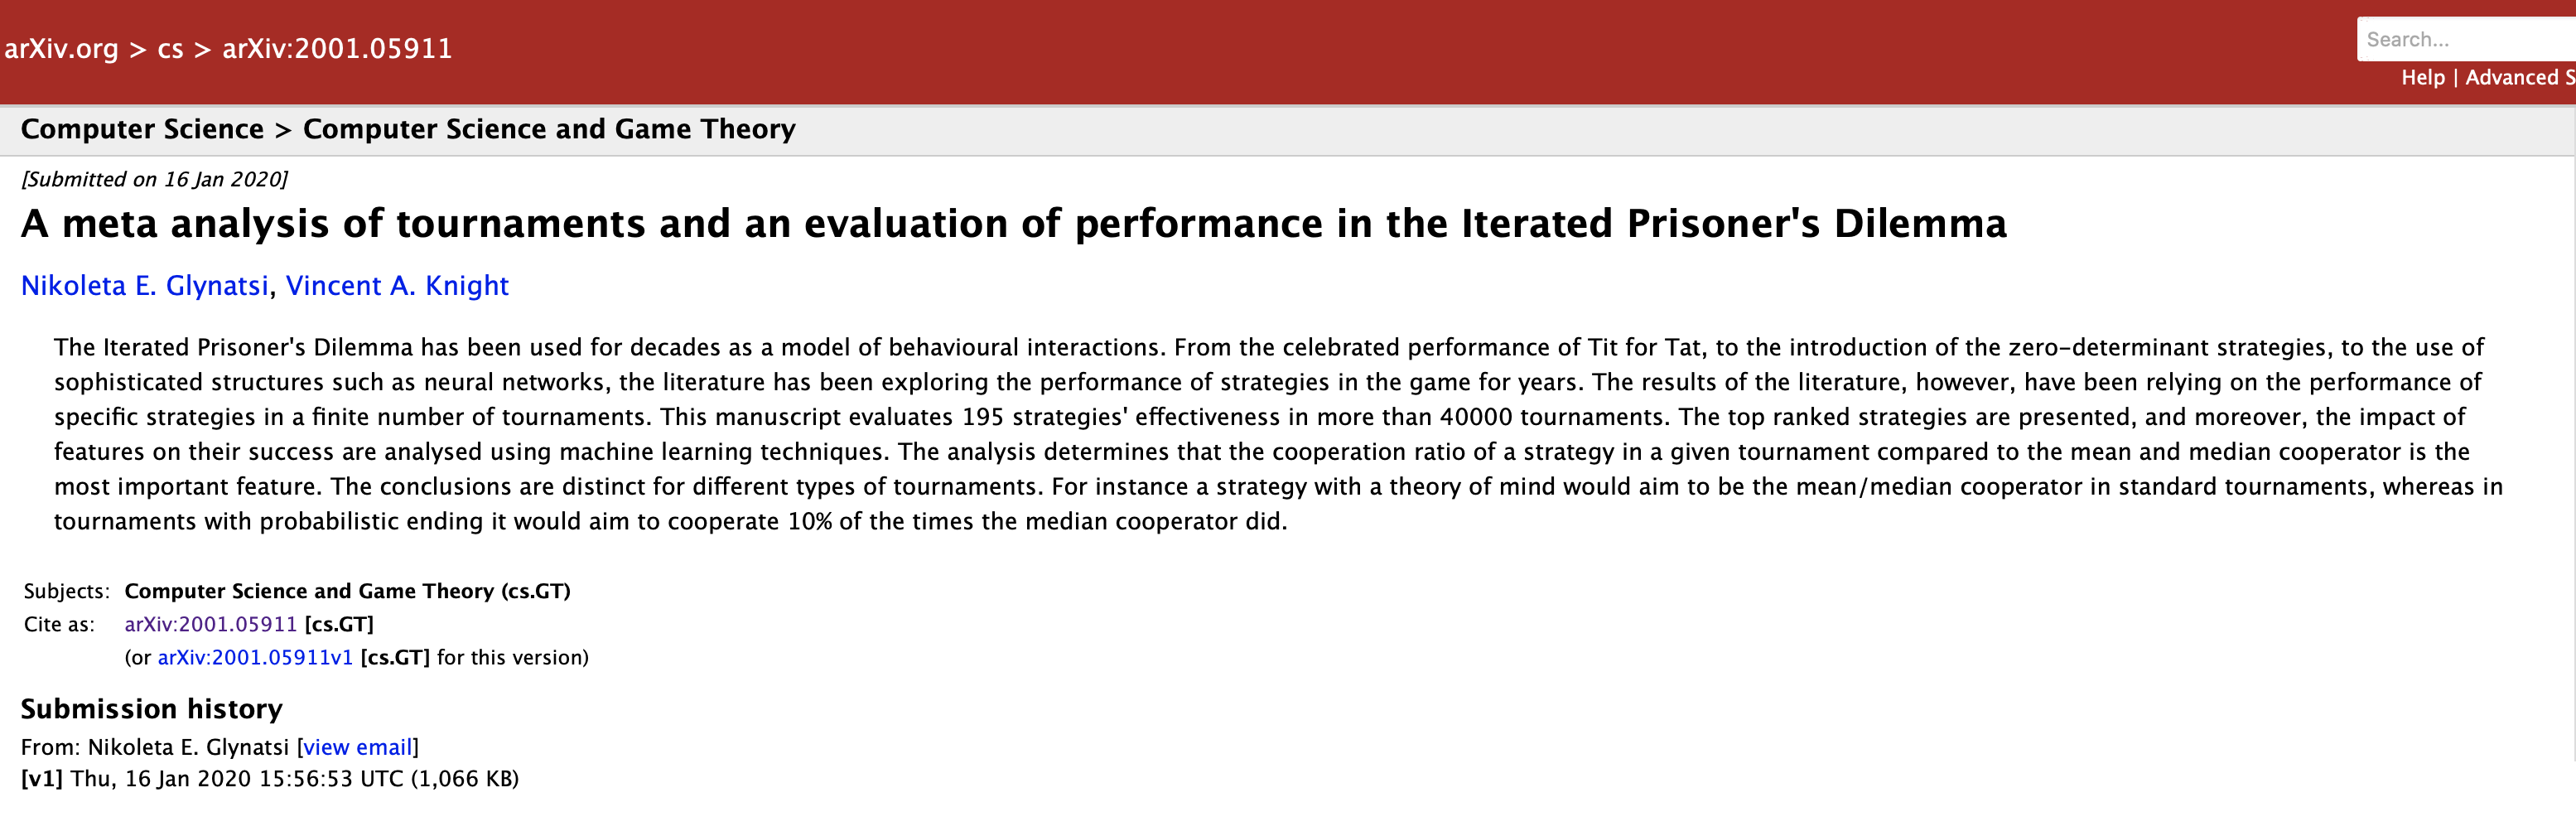 arXiv.org > cs > arXiv:2001.05911
Search...
Help | Advanced S
Computer Science > Computer Science and Game Theory
[Submitted on 16 Jan 2020]
A meta analysis of tournaments and an evaluation of performance in the Iterated Prisoner's Dilemma
Nikoleta E. Glynatsi, Vincent A. Knight
The Iterated Prisoner's Dilemma has been used for decades as a model of behavioural interactions. From the celebrated performance of Tit for Tat, to the introduction of the zero-determinant strategies, to the use of
sophisticated structures such as neural networks, the literature has been exploring the performance of strategies in the game for years. The results of the literature, however, have been relying on the performance of
specific strategies in a finite number of tournaments. This manuscript evaluates 195 strategies' effectiveness in more than 40000 tournaments. The top ranked strategies are presented, and moreover, the impact of
features on their success are analysed using machine learning techniques. The analysis determines that the cooperation ratio of a strategy in a given tournament compared to the mean and median cooperator is the
most important feature. The conclusions are distinct for different types of tournaments. For instance a strategy with a theory of mind would aim to be the mean/median cooperator in standard tournaments, whereas in
tournaments with probabilistic ending it would aim to cooperate 10% of the times the median cooperator did.
Subjects: Computer Science and Game Theory (cs.GT)
Cite as: arXiv:2001.05911 [cs.GT]
(or arXiv:2001.05911v1 [cs.GT] for this version)
Submission history
From: Nikoleta E. Glynatsi [view email]
[v1] Thu, 16 Jan 2020 15:56:53 UTC (1,066 KB)